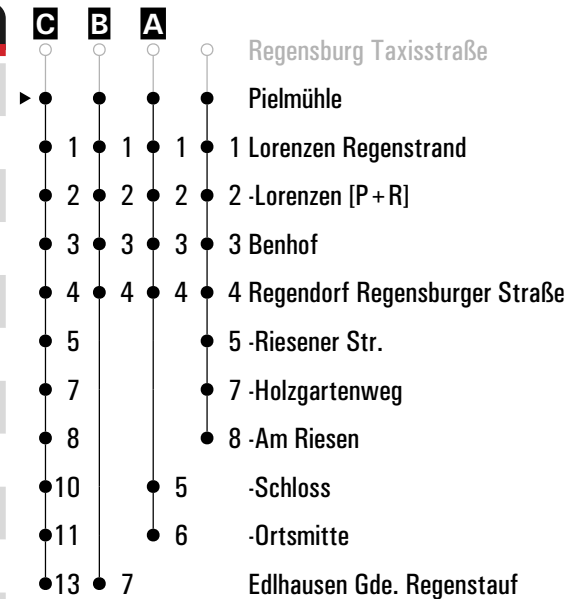 C B A
Regensburg Taxisstraße
Pielmühle
1 1 1 1 Lorenzen Regenstrand
2 2 2 2 -Lorenzen [P+R]
3 3 3 3 Benhof
4 4 4 4 Regendorf Regensburger Straße
5 5 -Riesener Str.
7 7 -Holzgartenweg
8 8 -Am Riesen
10 5 -Schloss
11 6 -Ortsmitte
13 7 Edlhausen Gde. Regenstauf